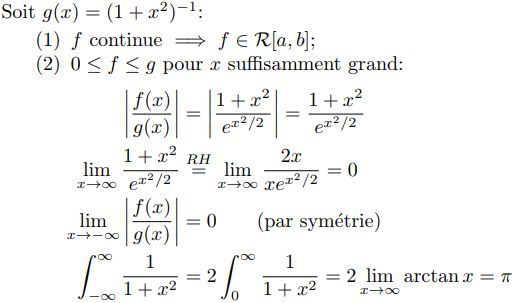 Soit g(x) = (1 + x²)⁻¹:
(1) f continue ⟹ f ∈ ℛ[a, b];
(2) 0 ≤ f ≤ g pour x suffisamment grand:
|f(x)/g(x)| = |(1 + x²)/e^{x²/2}| = (1 + x²)/e^{x²/2}
lim_{x→∞} (1 + x²)/e^{x²/2} =^{RH} lim_{x→∞} 2x/(xe^{x²/2}) = 0
lim_{x→−∞} |f(x)/g(x)| = 0 (par symétrie)
∫_{−∞}^{∞} 1/(1 + x²) = 2 ∫_0^∞ 1/(1 + x²) = 2 lim_{x→∞} arctan x = π